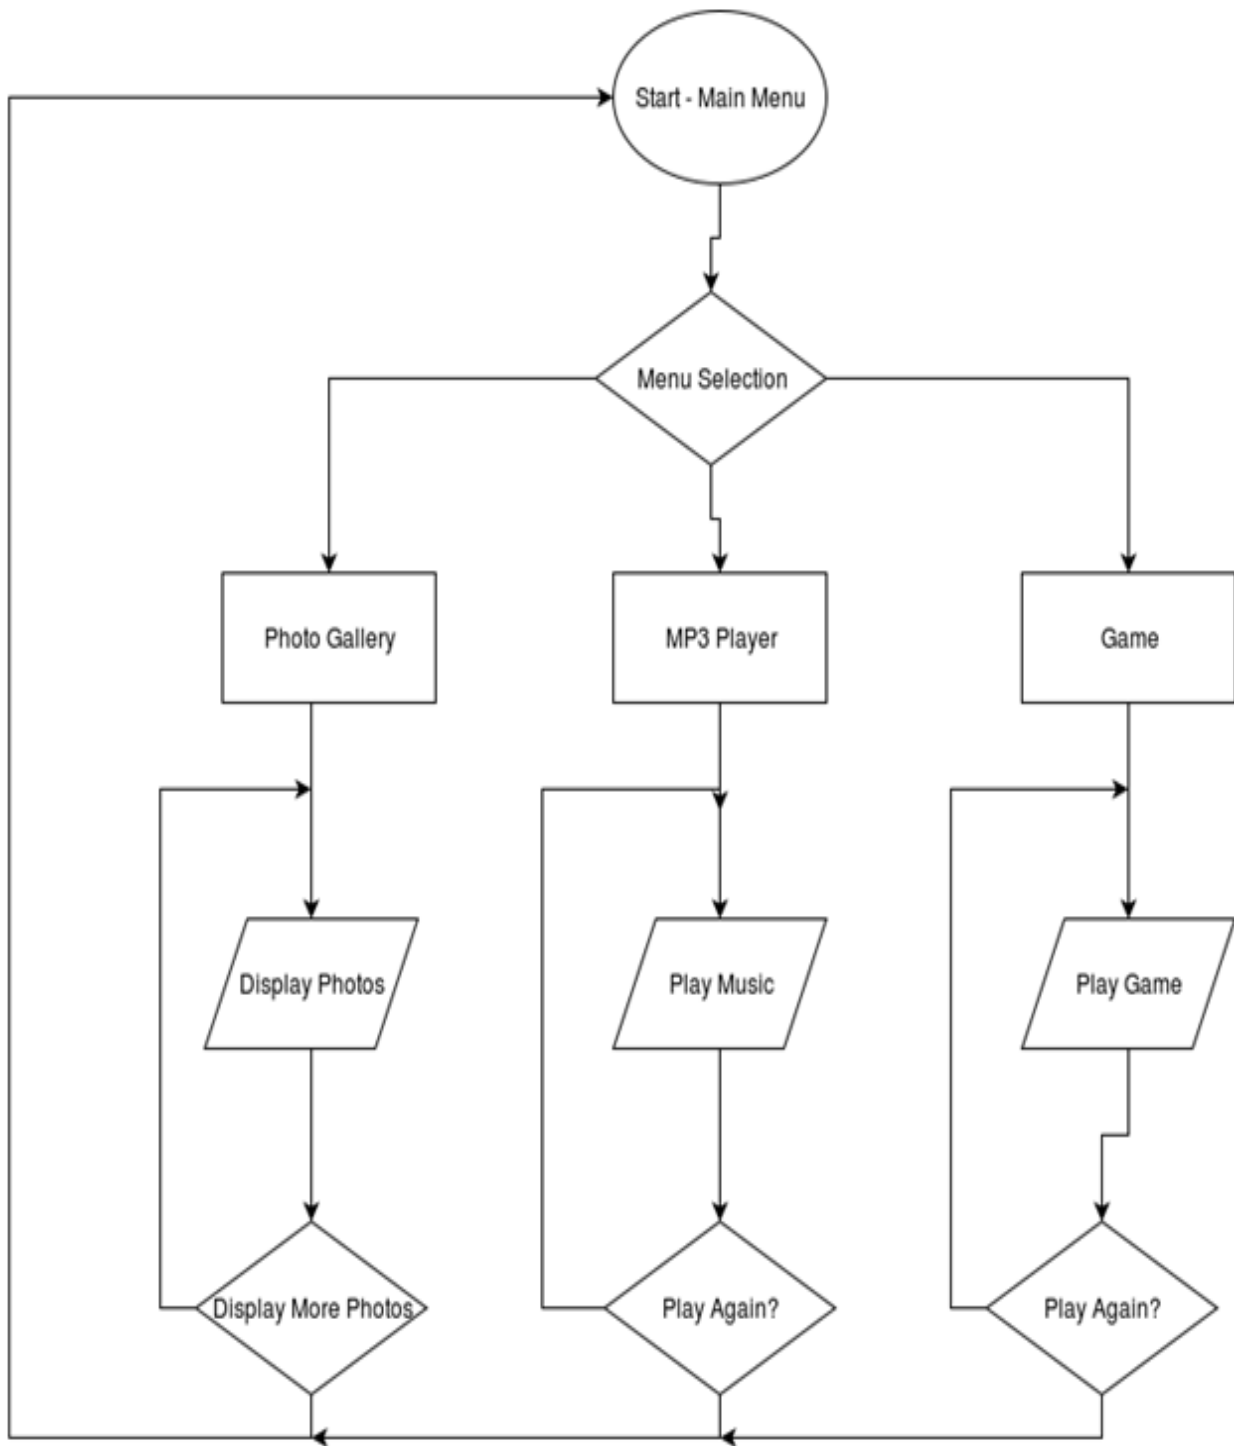 Start - Main Menu
Menu Selection
Photo Gallery
MP3 Player
Game
Display Photos
Play Music
Play Game
Display More Photos
Play Again?
Play Again?